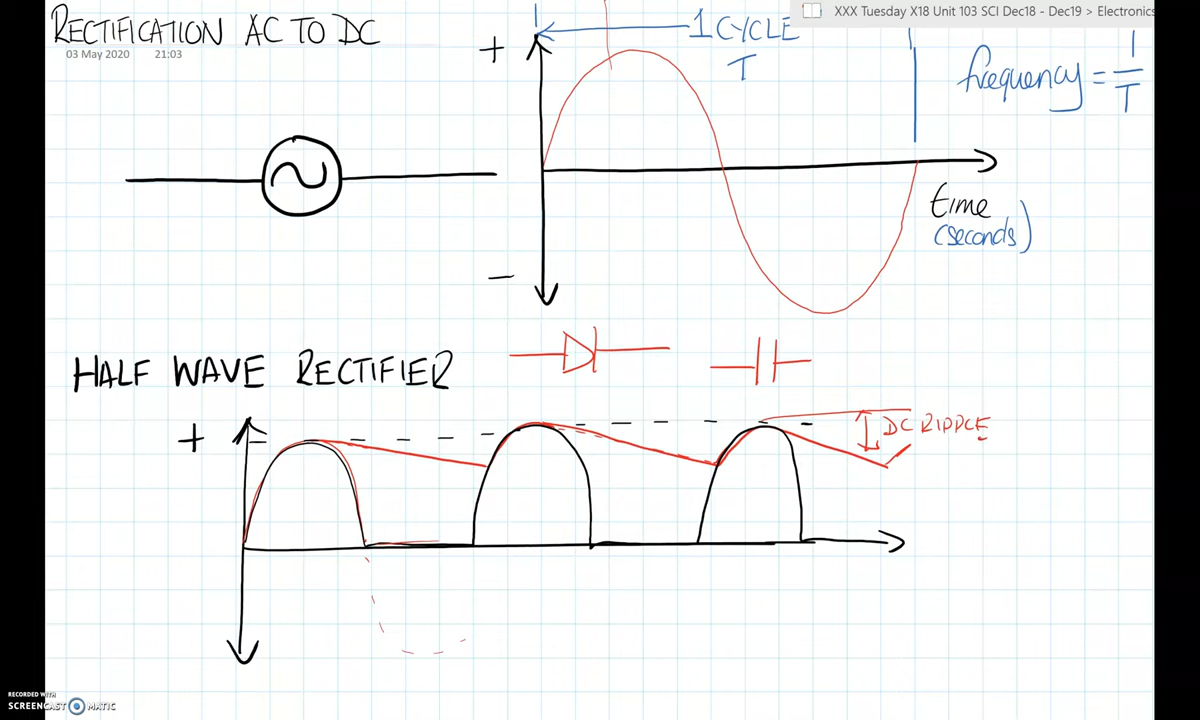 XXX Tuesday X18 Unit 103 SCI Dec18 - Dec19 > Electronics
RECTIFICATION AC TO DC
03 May 2020 21:03
+
1 CYCLE
T
frequency = 1/T
time
(seconds)
−
HALF WAVE RECTIFIER
+
DC RIPPLE
RECORDED WITH
SCREENCAST MATIC